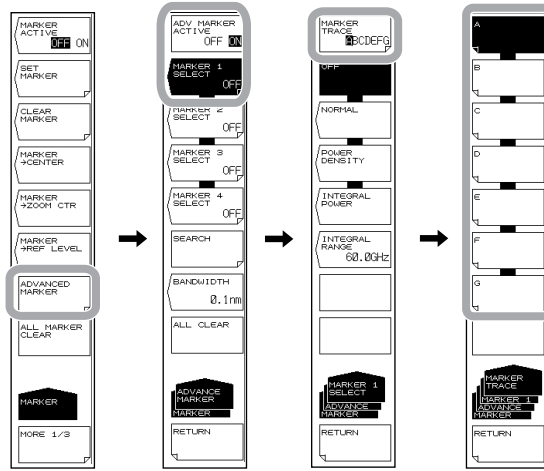 MARKER
ACTIVE
OFF ON
SET
MARKER
CLEAR
MARKER
MARKER
→CENTER
MARKER
→ZOOM CTR
MARKER
→REF LEVEL
ADVANCED
MARKER
ALL MARKER
CLEAR
MARKER
MORE 1/3
ADV MARKER
ACTIVE
OFF ON
MARKER 1
SELECT
OFF
MARKER 2
SELECT
OFF
MARKER 3
SELECT
OFF
MARKER 4
SELECT
OFF
SEARCH
BANDWIDTH
0.1nm
ALL CLEAR
ADVANCE
MARKER
MARKER
RETURN
MARKER
TRACE
ABCDEFG
OFF
NORMAL
POWER
DENSITY
INTEGRAL
POWER
INTEGRAL
RANGE
60.0GHz
MARKER 1
SELECT
ADVANCE
MARKER
RETURN
A
B
C
D
E
F
G
MARKER
TRACE
MARKER 1
ADVANCE
MARKER
RETURN